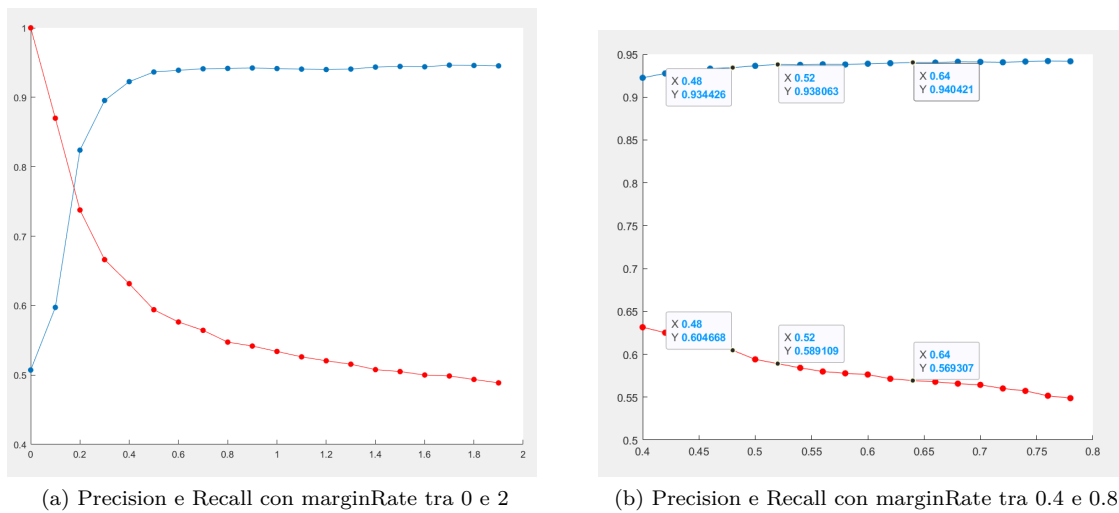 1
0.9
0.8
0.7
0.6
0.5
0.4
0 0.2 0.4 0.6 0.8 1 1.2 1.4 1.6 1.8 2
(a) Precision e Recall con marginRate tra 0 e 2
0.95
0.9
0.85
0.8
0.75
0.7
0.65
0.6
0.55
0.5
X 0.48
Y 0.934426
X 0.52
Y 0.938063
X 0.64
Y 0.940421
X 0.48
Y 0.604668
X 0.52
Y 0.589109
X 0.64
Y 0.569307
0.4 0.45 0.5 0.55 0.6 0.65 0.7 0.75 0.8
(b) Precision e Recall con marginRate tra 0.4 e 0.8